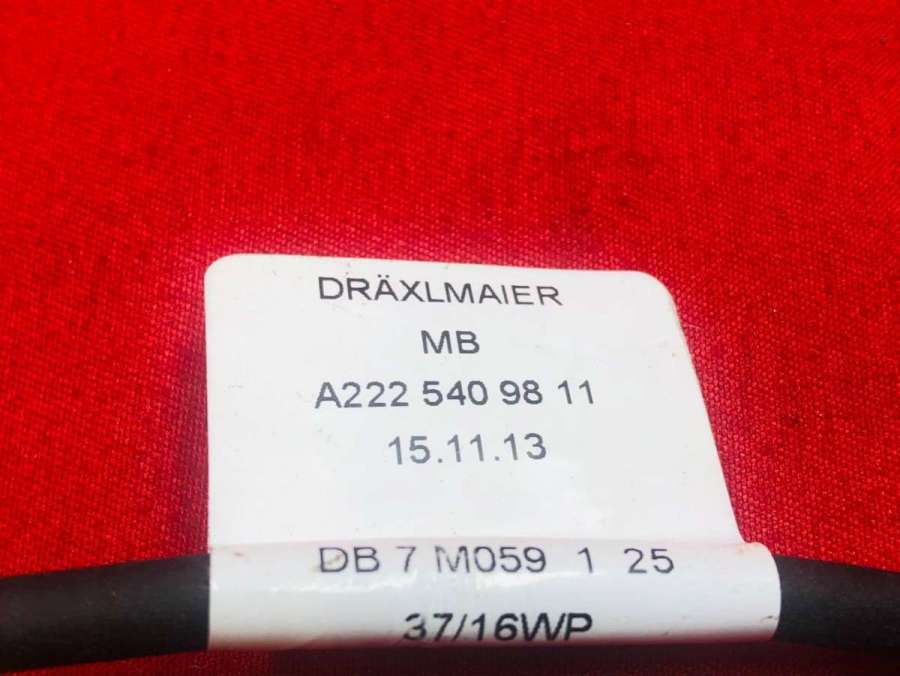 DRÄXLMAIER
MB
A222 540 98 11
15.11.13
DB 7 M059 1 25
37/16WP